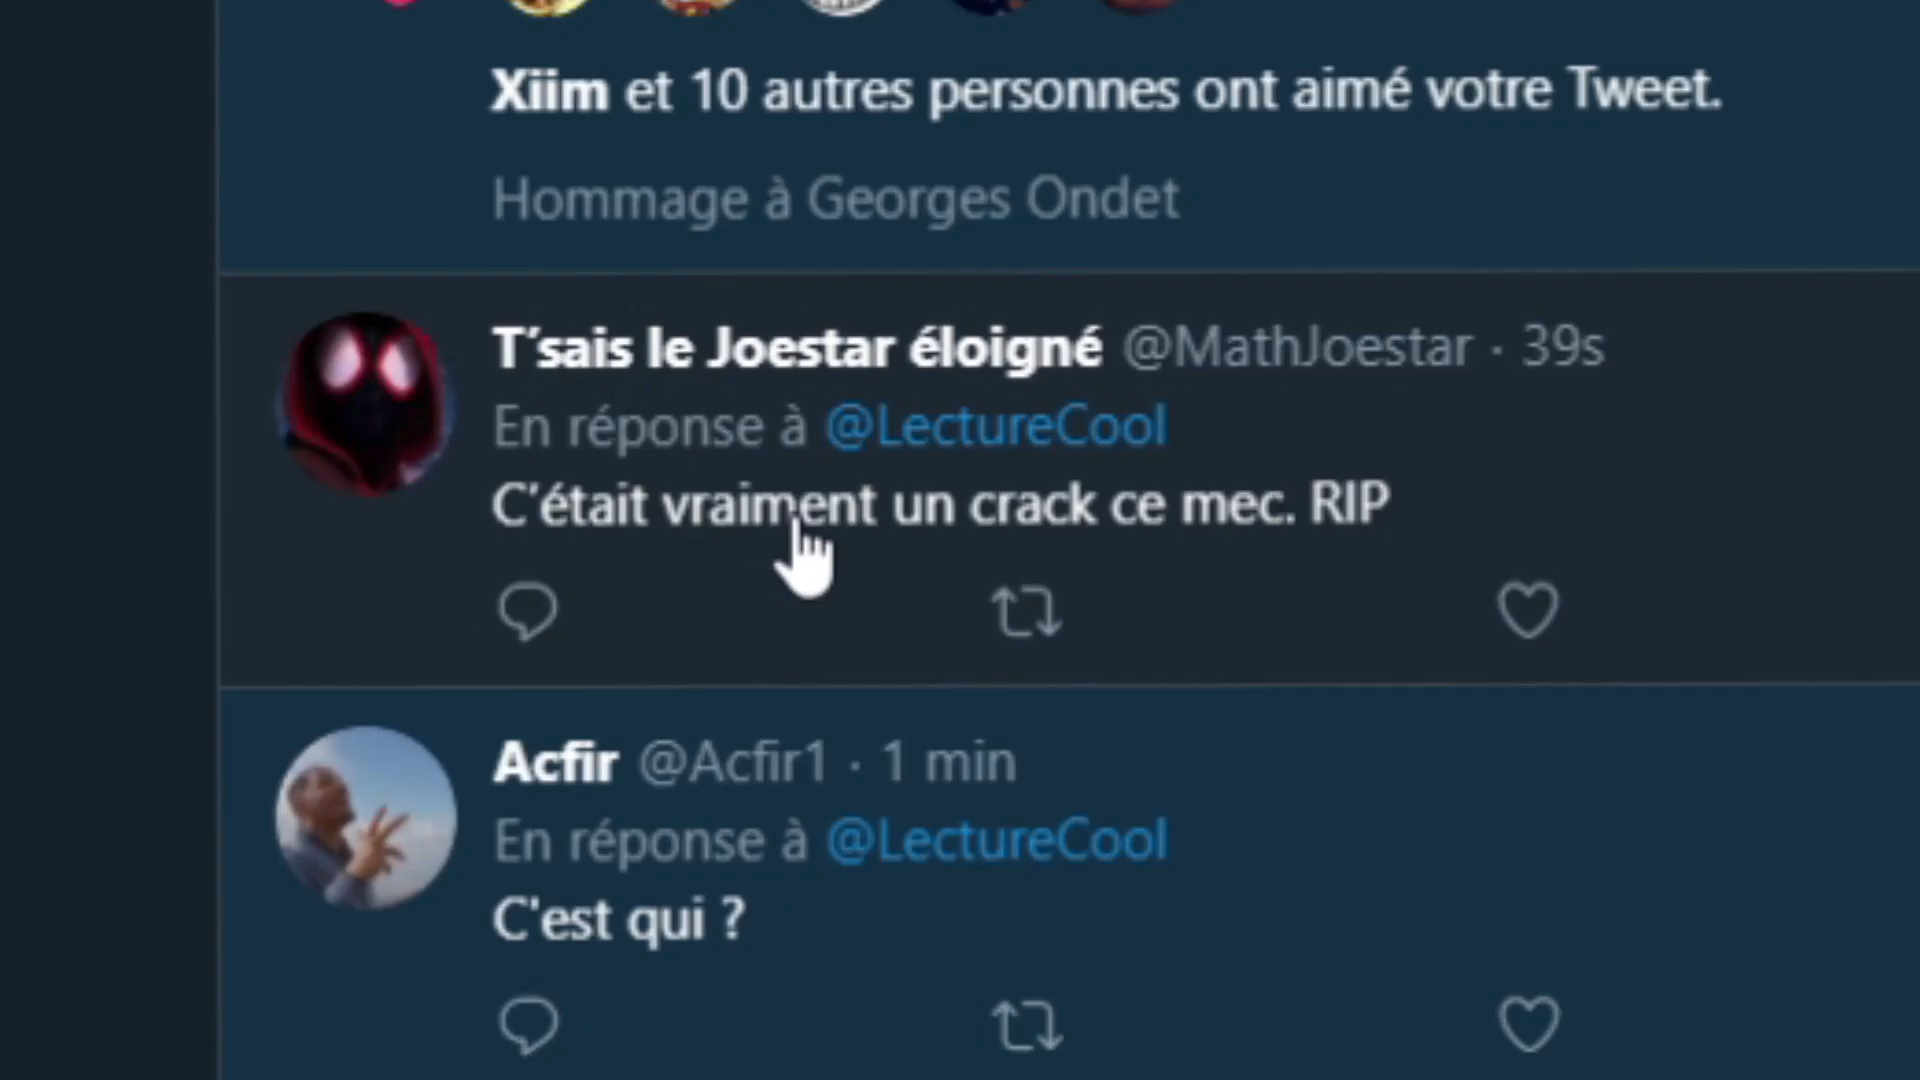 Xiim et 10 autres personnes ont aimé votre Tweet.
Hommage à Georges Ondet
T'sais le Joestar éloigné @MathJoestar · 39s
En réponse à @LectureCool
C'était vraiment un crack ce mec. RIP
Acfir @Acfir1 · 1 min
En réponse à @LectureCool
C'est qui ?